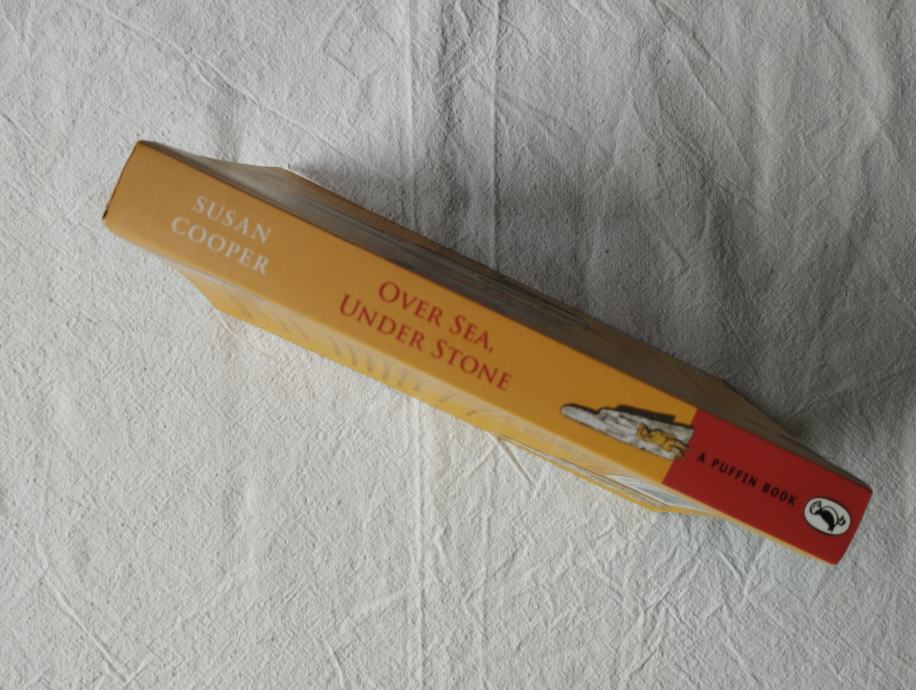 SUSAN
COOPER
OVER SEA,
UNDER STONE
A PUFFIN BOOK